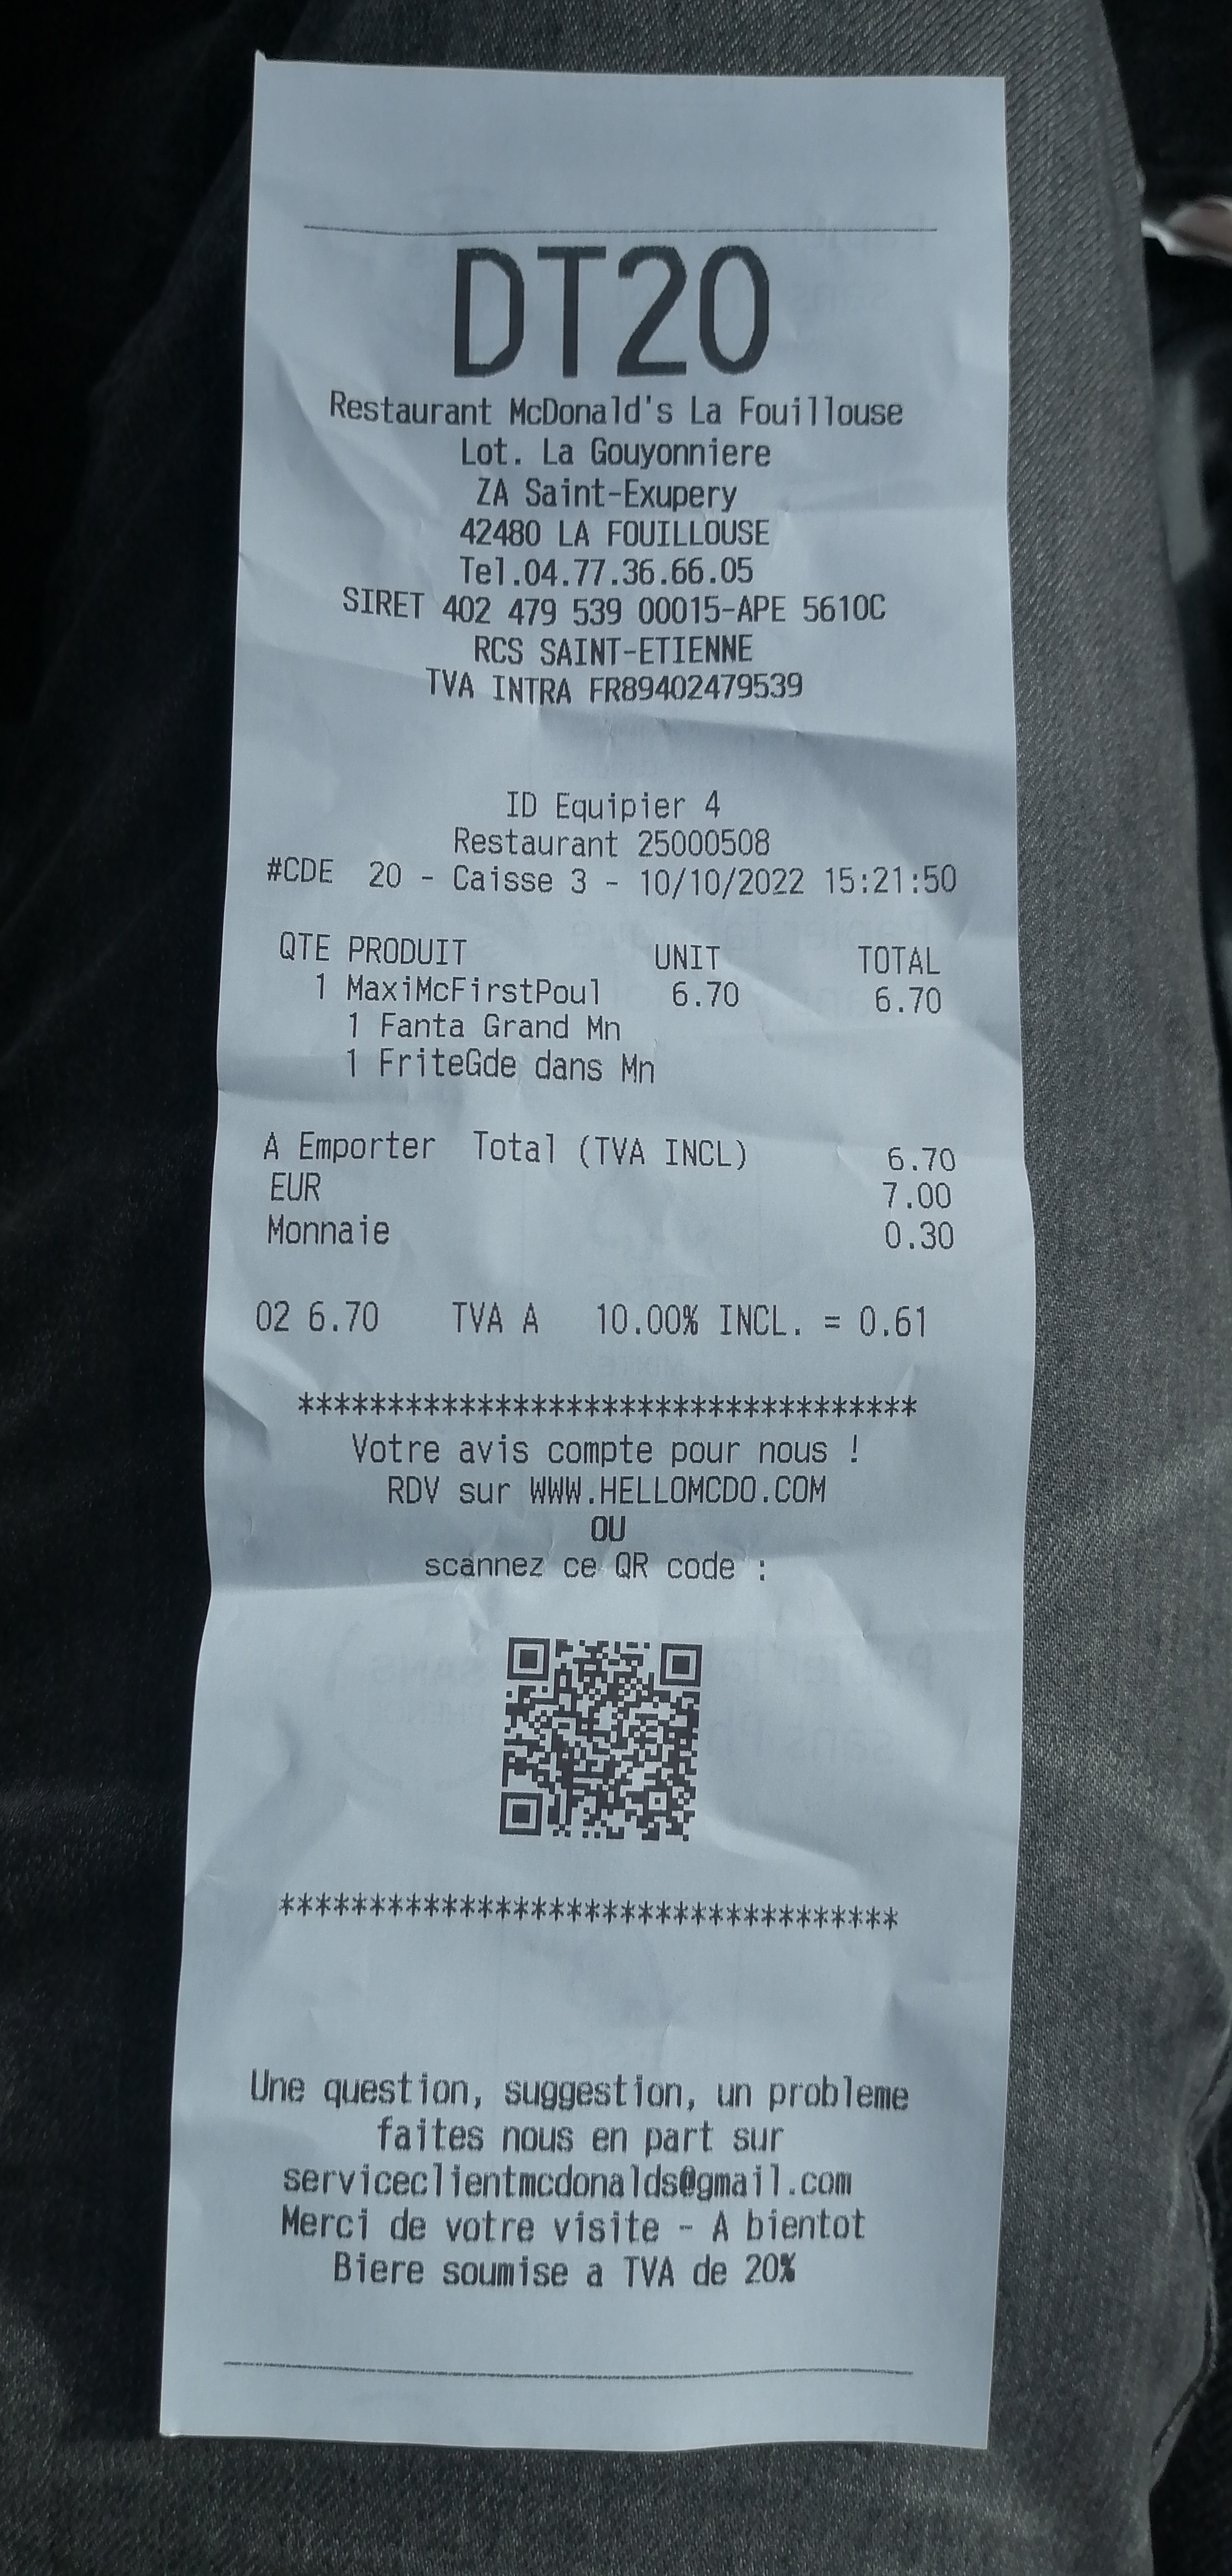 DT20
Restaurant McDonald's La Fouillouse
Lot. La Gouyonniere
ZA Saint-Exupery
42480 LA FOUILLOUSE
Tel.04.77.36.66.05
SIRET 402 479 539 00015-APE 5610C
RCS SAINT-ETIENNE
TVA INTRA FR89402479539
ID Equipier 4
Restaurant 25000508
#CDE 20 - Caisse 3 - 10/10/2022 15:21:50
QTE PRODUIT UNIT TOTAL
1 MaxiMcFirstPoul 6.70 6.70
1 Fanta Grand Mn
1 FriteGde dans Mn
A Emporter Total (TVA INCL) 6.70
EUR 7.00
Monnaie 0.30
02 6.70 TVA A 10.00% INCL. = 0.61
***********************************
Votre avis compte pour nous !
RDV sur WWW.HELLOMCDO.COM
OU
scannez ce QR code :
***********************************
Une question, suggestion, un probleme
faites nous en part sur
serviceclientmcdonalds@gmail.com
Merci de votre visite - A bientot
Biere soumise a TVA de 20%